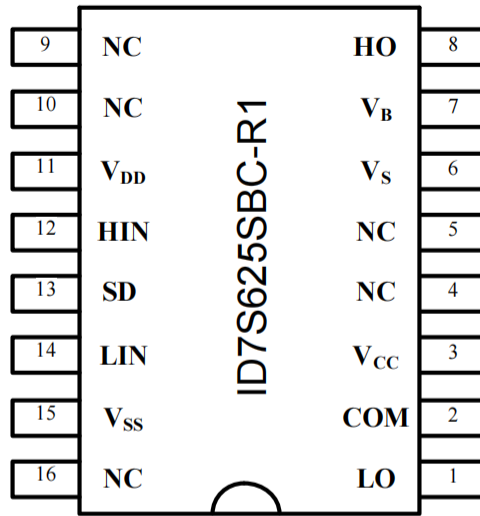 9 NC HO 8
10 NC VB 7
11 VDD VS 6
12 HIN NC 5
13 SD NC 4
14 LIN VCC 3
15 VSS COM 2
16 NC LO 1
ID7S625SBC-R1